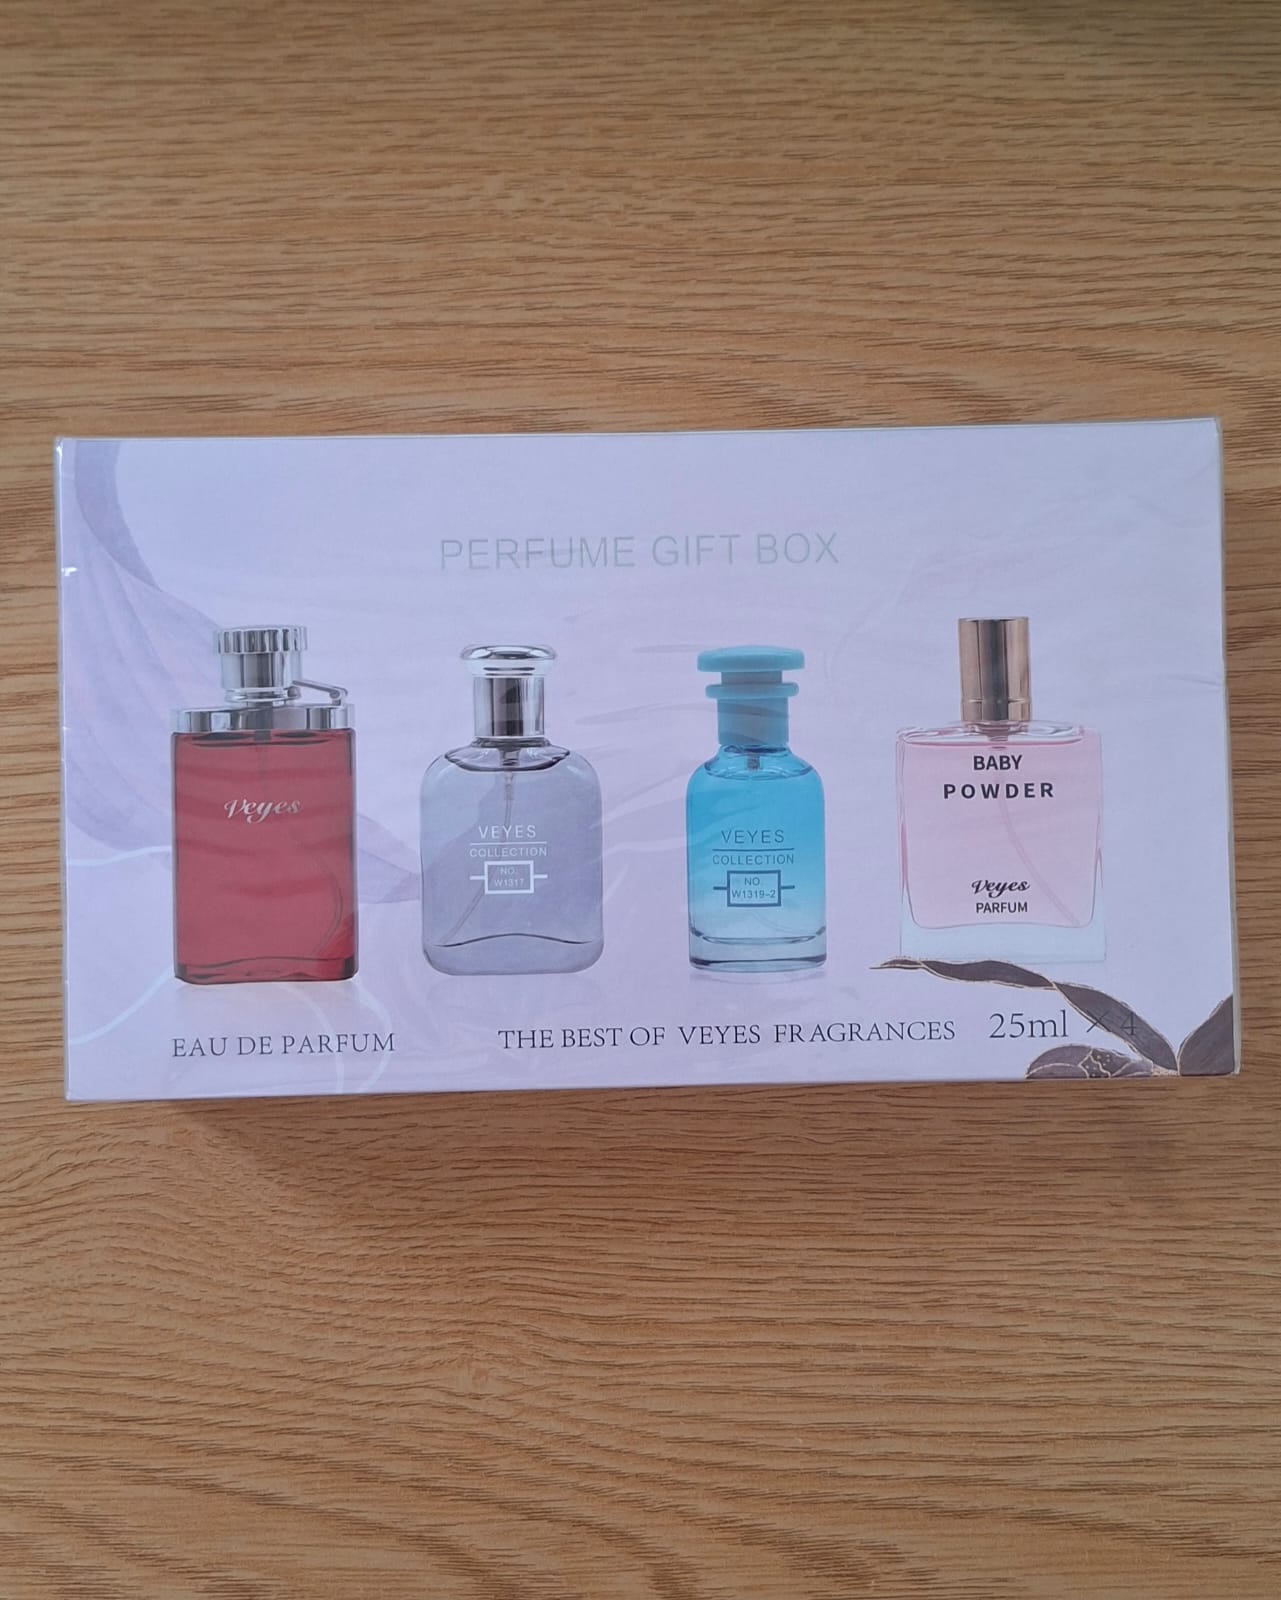 PERFUME GIFT BOX
Veyes
VEYES
COLLECTION
NO.
W1317
VEYES
COLLECTION
NO.
W1319-2
BABY
POWDER
Veyes
PARFUM
EAU DE PARFUM
THE BEST OF VEYES FRAGRANCES
25ml × 4